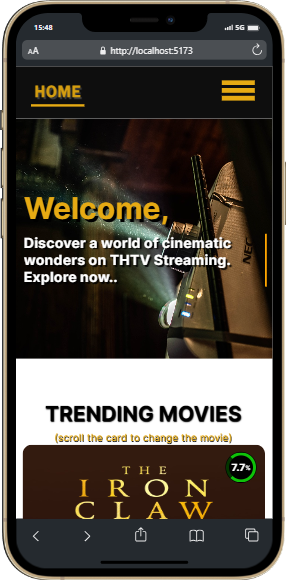 15:48
5G
AA
http://localhost:5173
HOME
Welcome,
Discover a world of cinematic
wonders on THTV Streaming.
Explore now..
TRENDING MOVIES
(scroll the card to change the movie)
7.7%
THE
IRON
CLAW